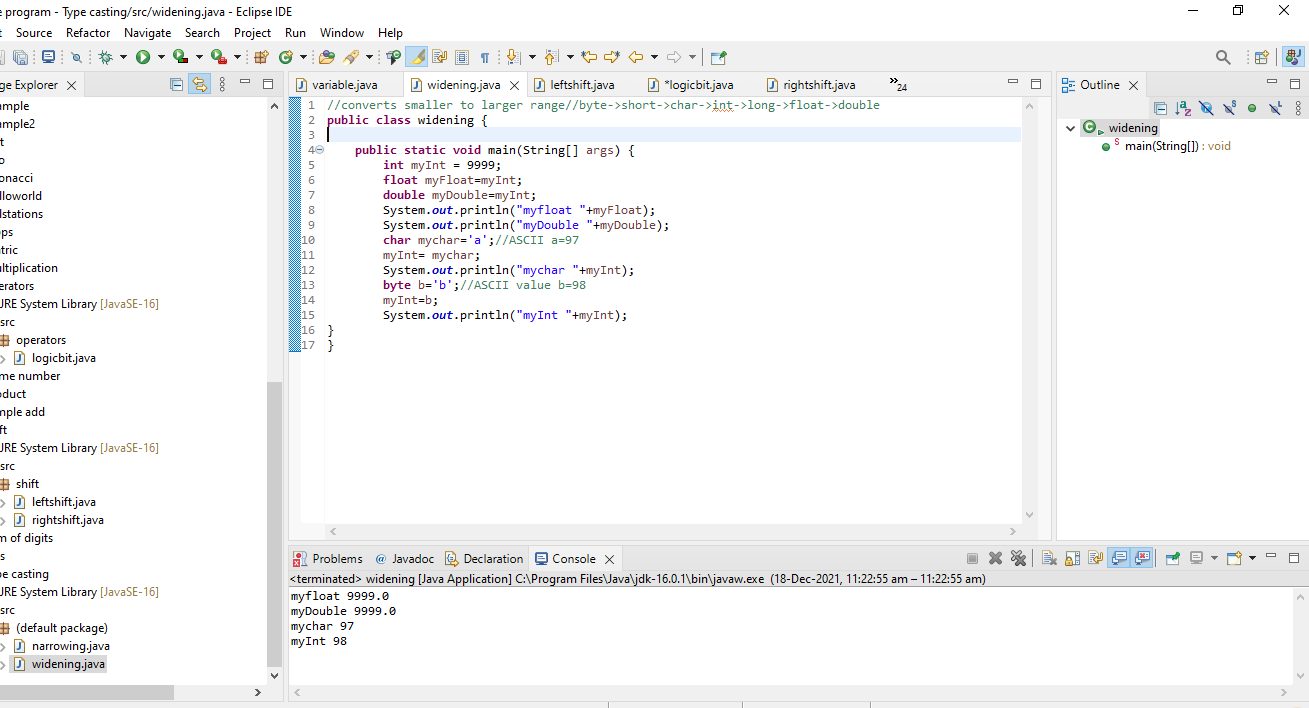 program - Type casting/src/widening.java - Eclipse IDE
Source Refactor Navigate Search Project Run Window Help
Explorer
variable.java widening.java leftshift.java *logicbit.java rightshift.java »24
Outline
1 //converts smaller to larger range//byte->short->char->int->long->float->double
2 public class widening {
3
4 public static void main(String[] args) {
5 int myInt = 9999;
6 float myFloat=myInt;
7 double myDouble=myInt;
8 System.out.println("myfloat "+myFloat);
9 System.out.println("myDouble "+myDouble);
10 char mychar='a';//ASCII a=97
11 myInt= mychar;
12 System.out.println("mychar "+myInt);
13 byte b='b';//ASCII value b=98
14 myInt=b;
15 System.out.println("myInt "+myInt);
16 }
17 }
widening
main(String[]) : void
onacci
lloworld
stations
ltiplication
erators
JRE System Library [JavaSE-16]
src
operators
logicbit.java
me number
oduct
mple add
ft
JRE System Library [JavaSE-16]
src
shift
leftshift.java
rightshift.java
m of digits
pe casting
JRE System Library [JavaSE-16]
src
(default package)
narrowing.java
widening.java
Problems @ Javadoc Declaration Console
<terminated> widening [Java Application] C:\Program Files\Java\jdk-16.0.1\bin\javaw.exe (18-Dec-2021, 11:22:55 am – 11:22:55 am)
myfloat 9999.0
myDouble 9999.0
mychar 97
myInt 98